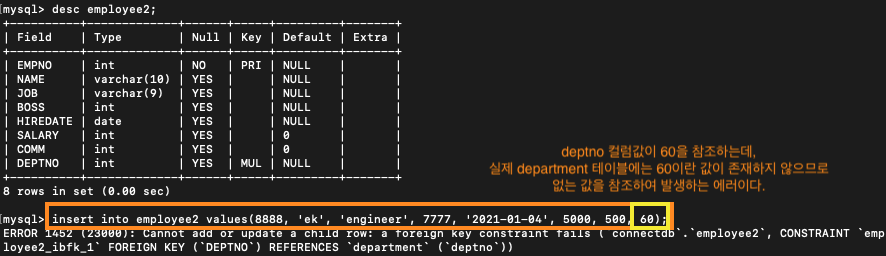 mysql> desc employee2;
+----------+-------------+------+-----+---------+-------+
| Field    | Type        | Null | Key | Default | Extra |
+----------+-------------+------+-----+---------+-------+
| EMPNO    | int         | NO   | PRI | NULL    |       |
| NAME     | varchar(10) | YES  |     | NULL    |       |
| JOB      | varchar(9)  | YES  |     | NULL    |       |
| BOSS     | int         | YES  |     | NULL    |       |
| HIREDATE | date        | YES  |     | NULL    |       |
| SALARY   | int         | YES  |     | 0       |       |
| COMM     | int         | YES  |     | 0       |       |
| DEPTNO   | int         | YES  | MUL | NULL    |       |
+----------+-------------+------+-----+---------+-------+
8 rows in set (0.00 sec)
deptno 컬럼값이 60을 참조하는데,
실제 department 테이블에는 60이란 값이 존재하지 않으므로
없는 값을 참조하여 발생하는 에러이다.
mysql> insert into employee2 values(8888, 'ek', 'engineer', 7777, '2021-01-04', 5000, 500, 60);
ERROR 1452 (23000): Cannot add or update a child row: a foreign key constraint fails (`connectdb`.`employee2`, CONSTRAINT `emp
loyee2_ibfk_1` FOREIGN KEY (`DEPTNO`) REFERENCES `department` (`deptno`))